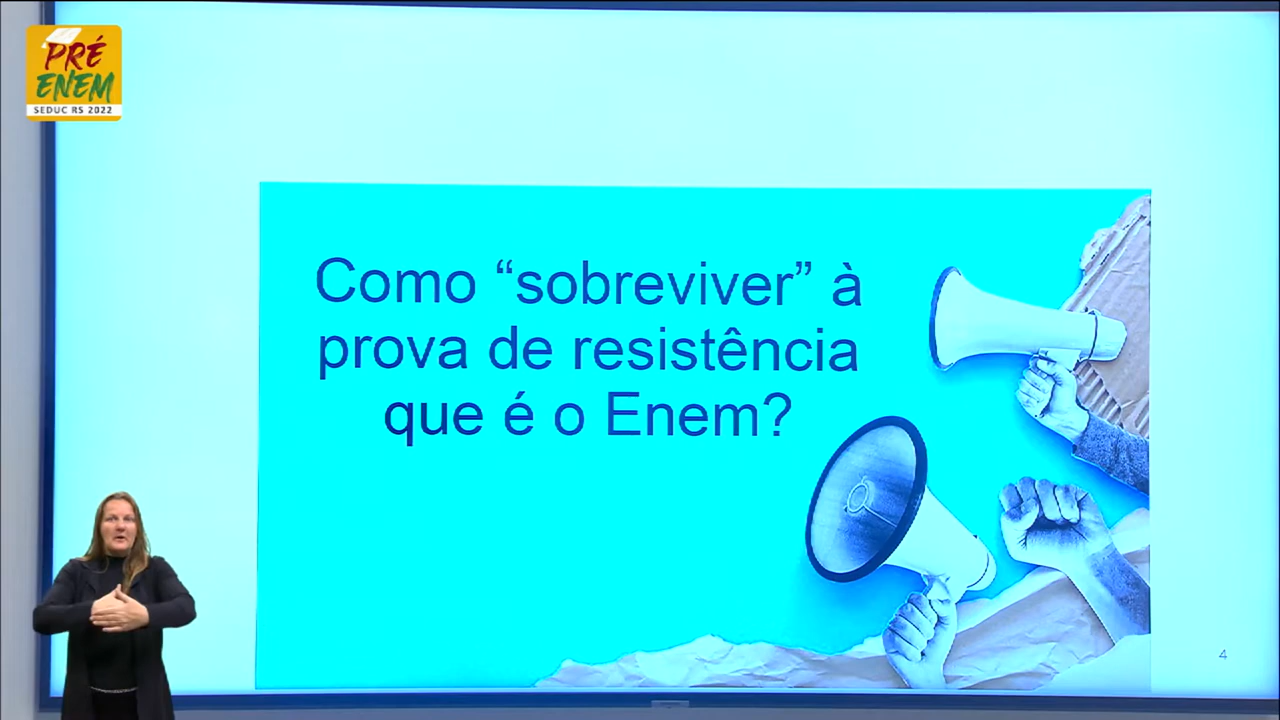 PRÉ
ENEM
SEDUC RS 2022
Como “sobreviver” à
prova de resistência
que é o Enem?
4